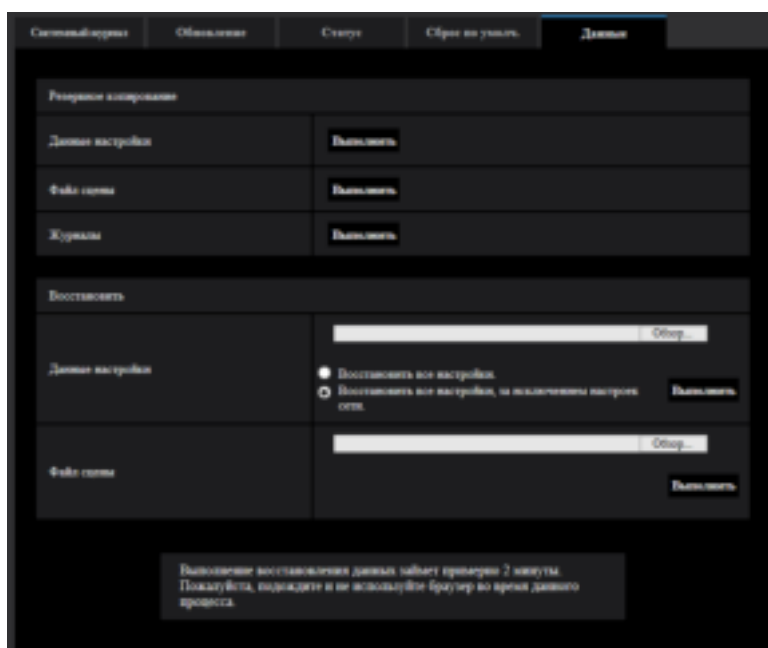 Системный журнал
Обновление
Статус
Сброс по умолч.
Данные
Резервное копирование
Данные настройки
Выполнить
Файл сцены
Выполнить
Журналы
Выполнить
Восстановить
Данные настройки
Обзор...
Восстановить все настройки.
Восстановить все настройки, за исключением настроек
сети.
Выполнить
Файл сцены
Обзор...
Выполнить
Выполнение восстановления данных займет примерно 2 минуты.
Пожалуйста, подождите и не используйте браузер во время данного
процесса.